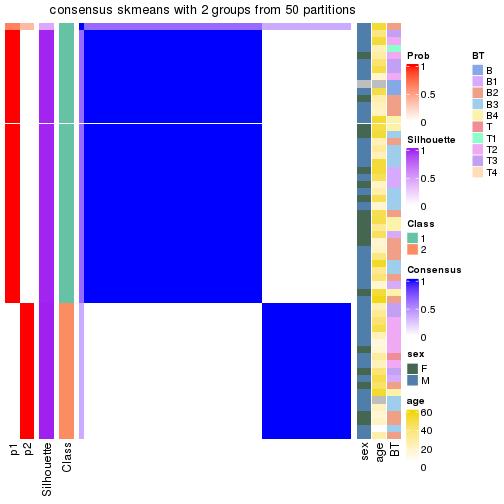 consensus skmeans with 2 groups from 50 partitions
Prob
1
0.5
0
Silhouette
1
0.5
0
Class
1
2
Consensus
1
0.5
0
sex
F
M
age
60
40
20
0
BT
B
B1
B2
B3
B4
T
T1
T2
T3
T4
p1
p2
Silhouette
Class
sex
age
BT